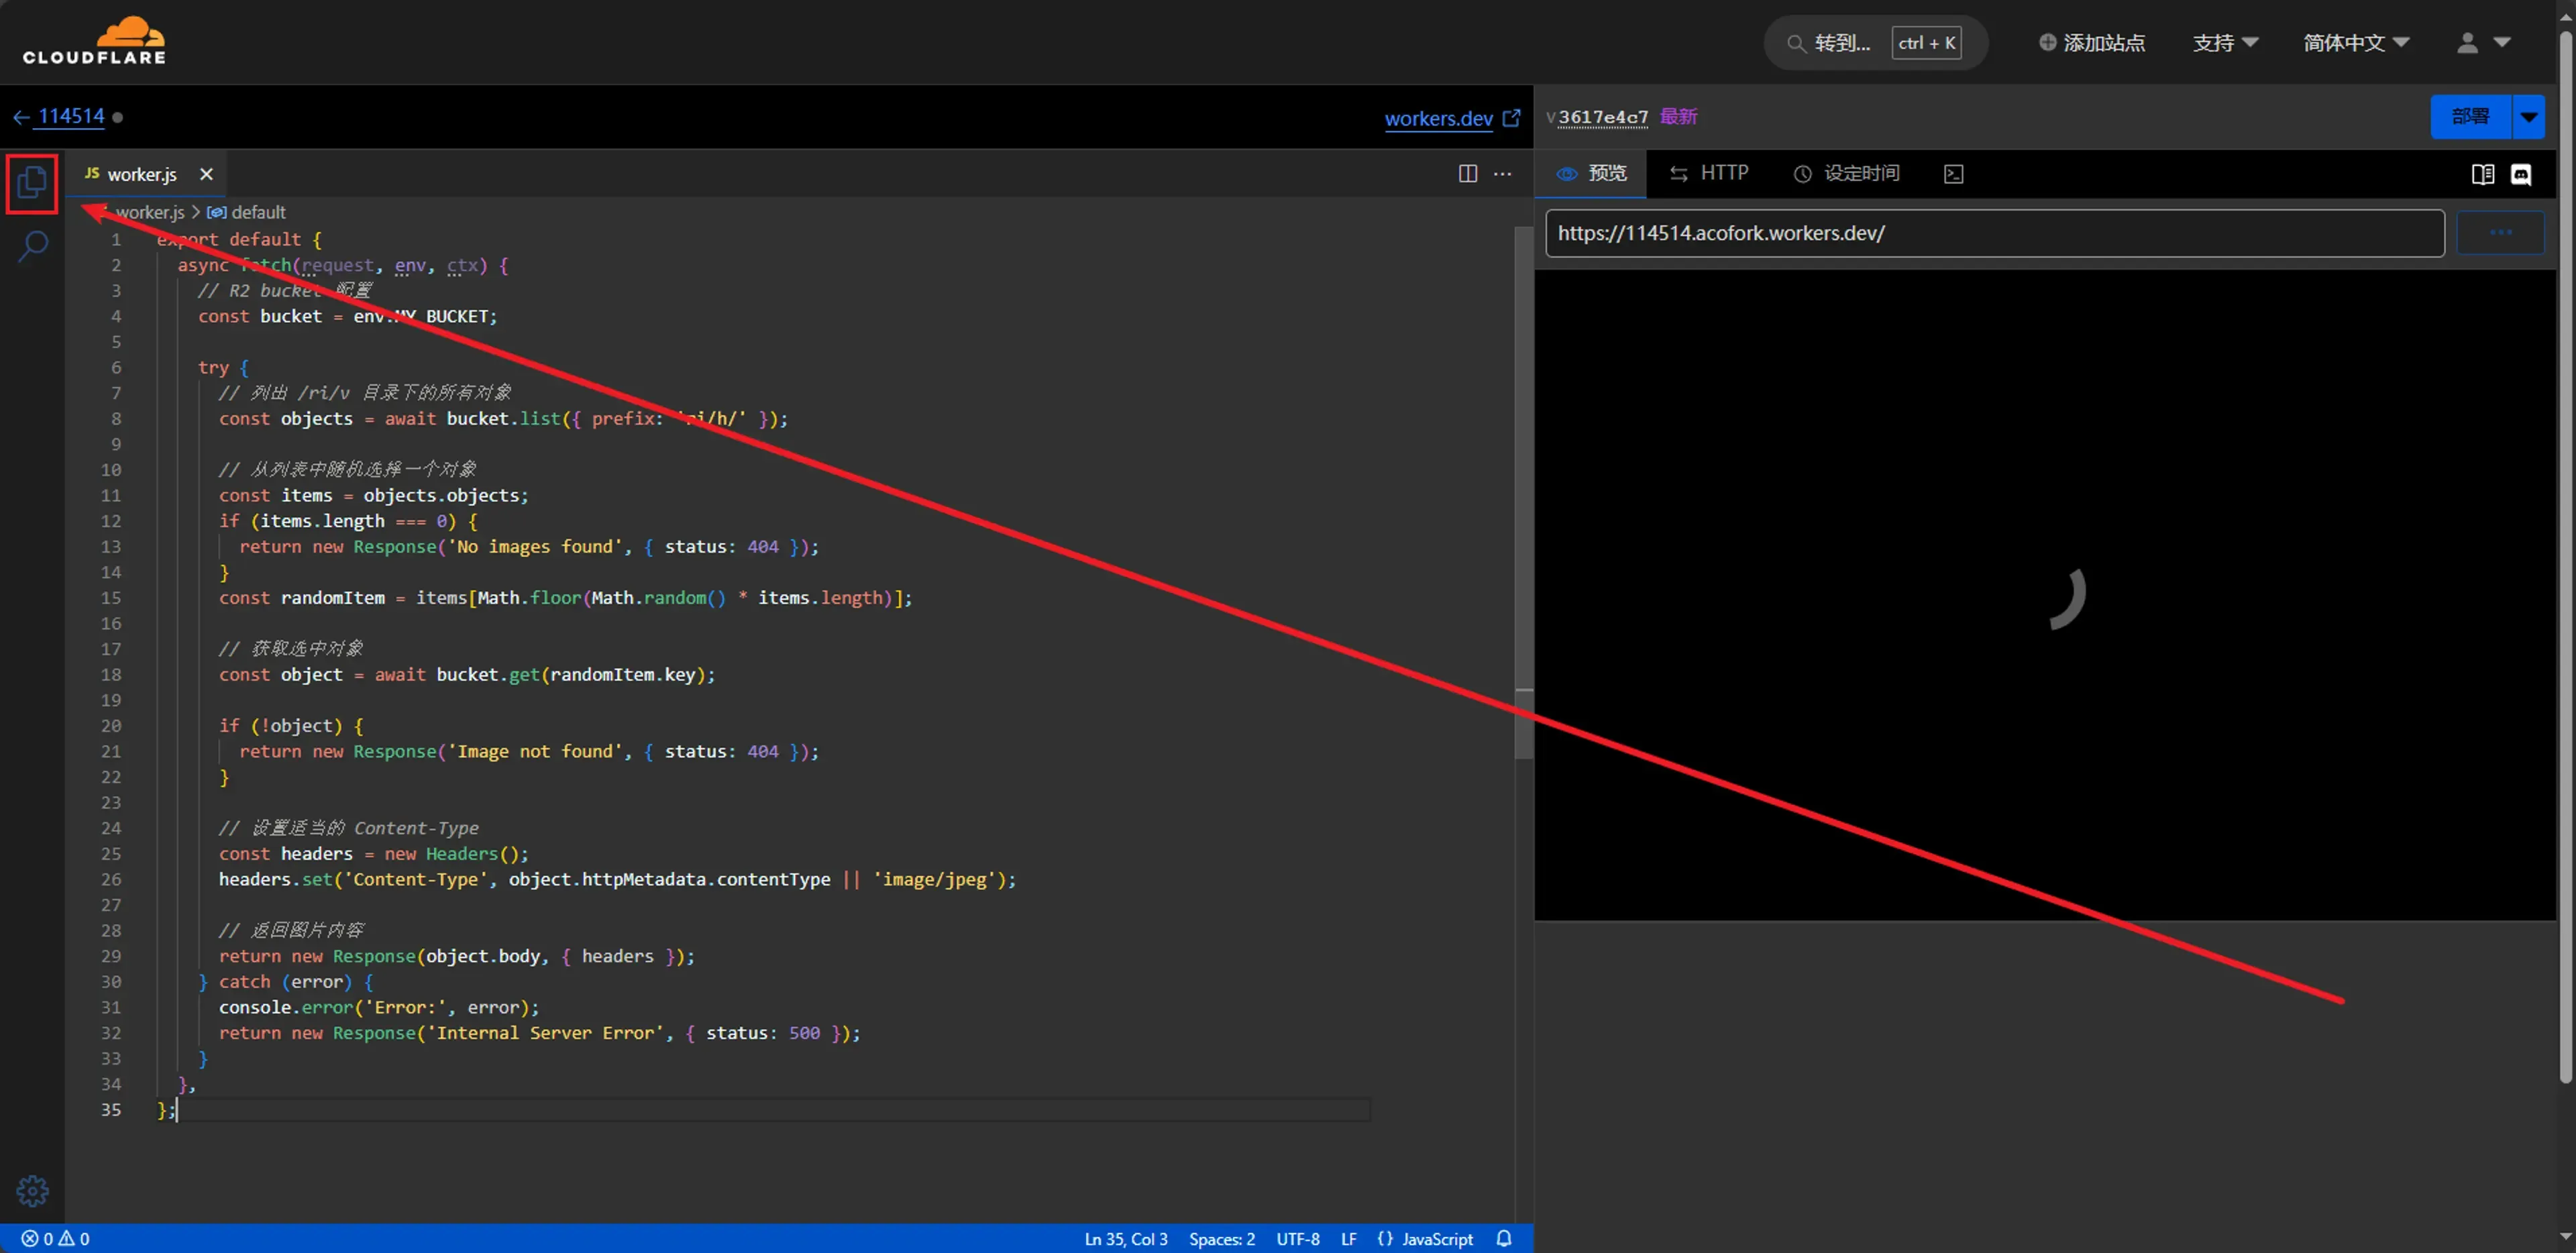 CLOUDFLARE
转到... ctrl + K
添加站点
支持
简体中文
114514
workers.dev
v3617e4c7 最新
部署
JS worker.js
预览
HTTP
设定时间
worker.js > default
https://114514.acofork.workers.dev/
1 export default {
2 async fetch(request, env, ctx) {
3 // R2 bucket 配置
4 const bucket = env.MY_BUCKET;
5
6 try {
7 // 列出 /ri/v 目录下的所有对象
8 const objects = await bucket.list({ prefix: 'ri/h/' });
9
10 // 从列表中随机选择一个对象
11 const items = objects.objects;
12 if (items.length === 0) {
13 return new Response('No images found', { status: 404 });
14 }
15 const randomItem = items[Math.floor(Math.random() * items.length)];
16
17 // 获取选中对象
18 const object = await bucket.get(randomItem.key);
19
20 if (!object) {
21 return new Response('Image not found', { status: 404 });
22 }
23
24 // 设置适当的 Content-Type
25 const headers = new Headers();
26 headers.set('Content-Type', object.httpMetadata.contentType || 'image/jpeg');
27
28 // 返回图片内容
29 return new Response(object.body, { headers });
30 } catch (error) {
31 console.error('Error:', error);
32 return new Response('Internal Server Error', { status: 500 });
33 }
34 },
35 };
0 0
Ln 35, Col 3
Spaces: 2
UTF-8
LF
{} JavaScript